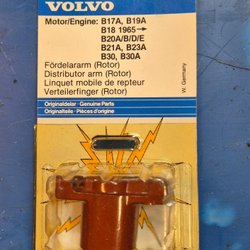 VOLVO
Motor/Engine: B17A, B19A
B18 1965→
B20A/B/D/E
B21A, B23A
B30, B30A
Fördelararm (Rotor)
Distributor arm (Rotor)
Linquet mobile de repteur
Verteilerfinger (Rotor)
Originaldelar · Genuine Parts
Originalteile · Pièces d'origine
W. Germany